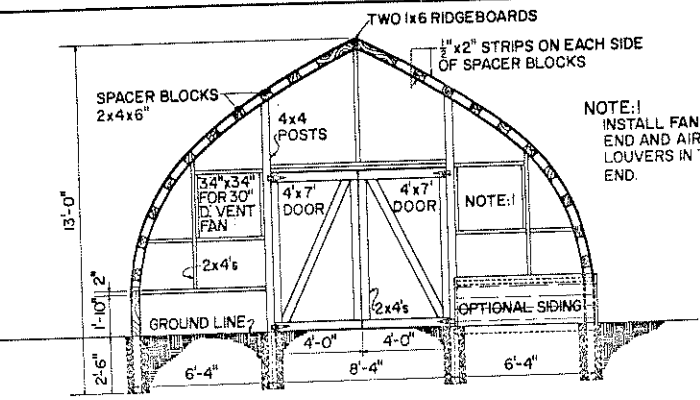 TWO 1x6 RIDGEBOARDS
½"x2" STRIPS ON EACH SIDE
OF SPACER BLOCKS
SPACER BLOCKS
2x4x6"
4x4
POSTS
NOTE:1
INSTALL FAN
END AND AIR
LOUVERS IN
END.
34"x34"
FOR 30"
D. VENT
FAN
4'x7'
DOOR
4'x7'
DOOR
NOTE:1
13'-0"
2x4's
2x4's
2"
1'-10"
OPTIONAL SIDING
GROUND LINE
4'-0"
4'-0"
2'-6"
6'-4"
8'-4"
6'-4"